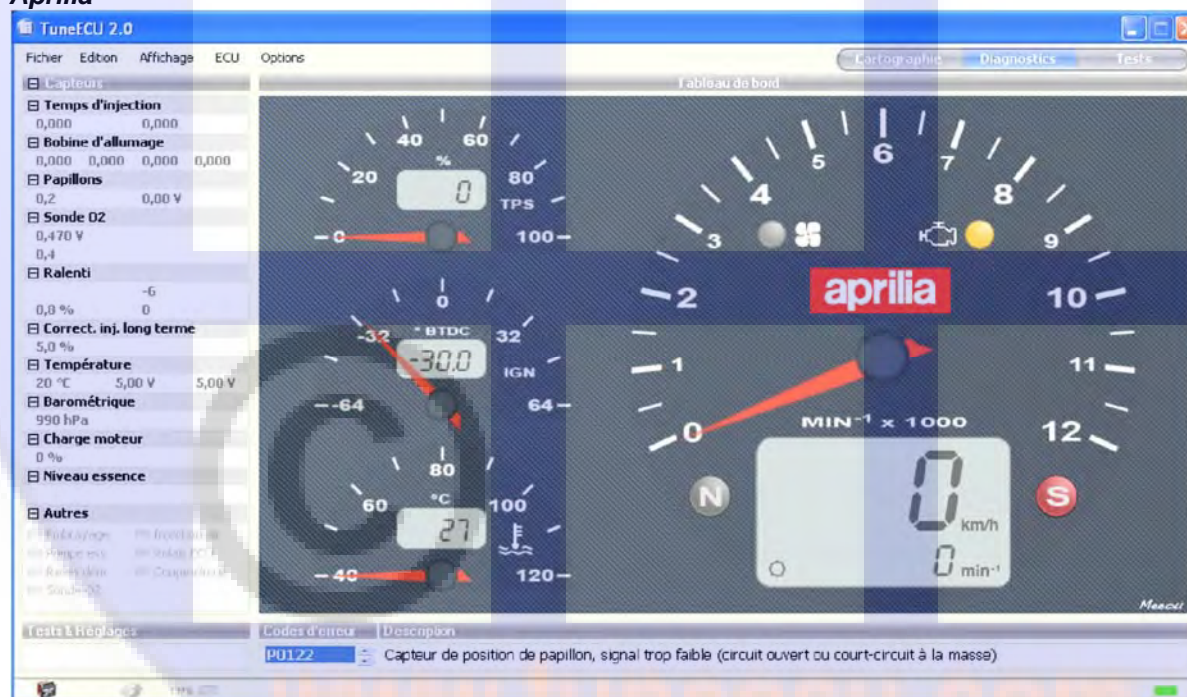 Aprilia
TuneECU 2.0
Fichier Edition Affichage ECU Options
Cartographie Diagnostics Tests
Capteurs
Tableau de bord
Temps d'injection
0,000 0,000
Bobine d'allumage
0,000 0,000 0,000 0,000
Papillons
0,2 0,00 V
Sonde O2
0,470 V
0,4
Ralenti
-6
0,0 % 0
Correct. inj. long terme
5,0 %
Température
20 °C 5,00 V 5,00 V
Barométrique
990 hPa
Charge moteur
0 %
Niveau essence
Autres
0 20 40 60 80 100
%
0
TPS
-64 -32 0 32 64
° BTDC
-30.0
IGN
40 60 80 100 120
°C
27
0 1 2 3 4 5 6 7 8 9 10 11 12
aprilia
MIN-1 x 1000
N
S
0 km/h
0 min-1
Tests & Réglages
Codes d'erreur Description
P0122 Capteur de position de papillon, signal trop faible (circuit ouvert ou court-circuit à la masse)